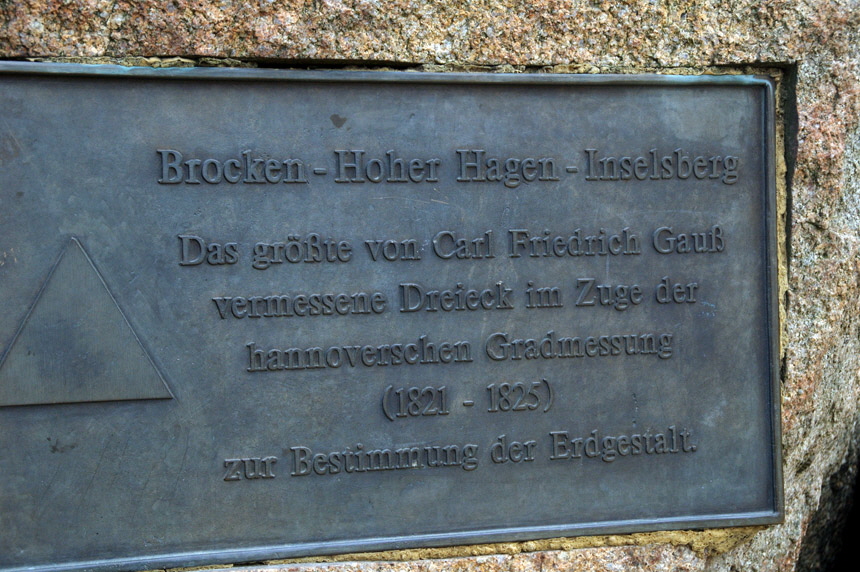 Brocken - Hoher Hagen - Inselsberg
Das größte von Carl Friedrich Gauß
vermessene Dreieck im Zuge der
hannoverschen Gradmessung
(1821 - 1825)
zur Bestimmung der Erdgestalt.